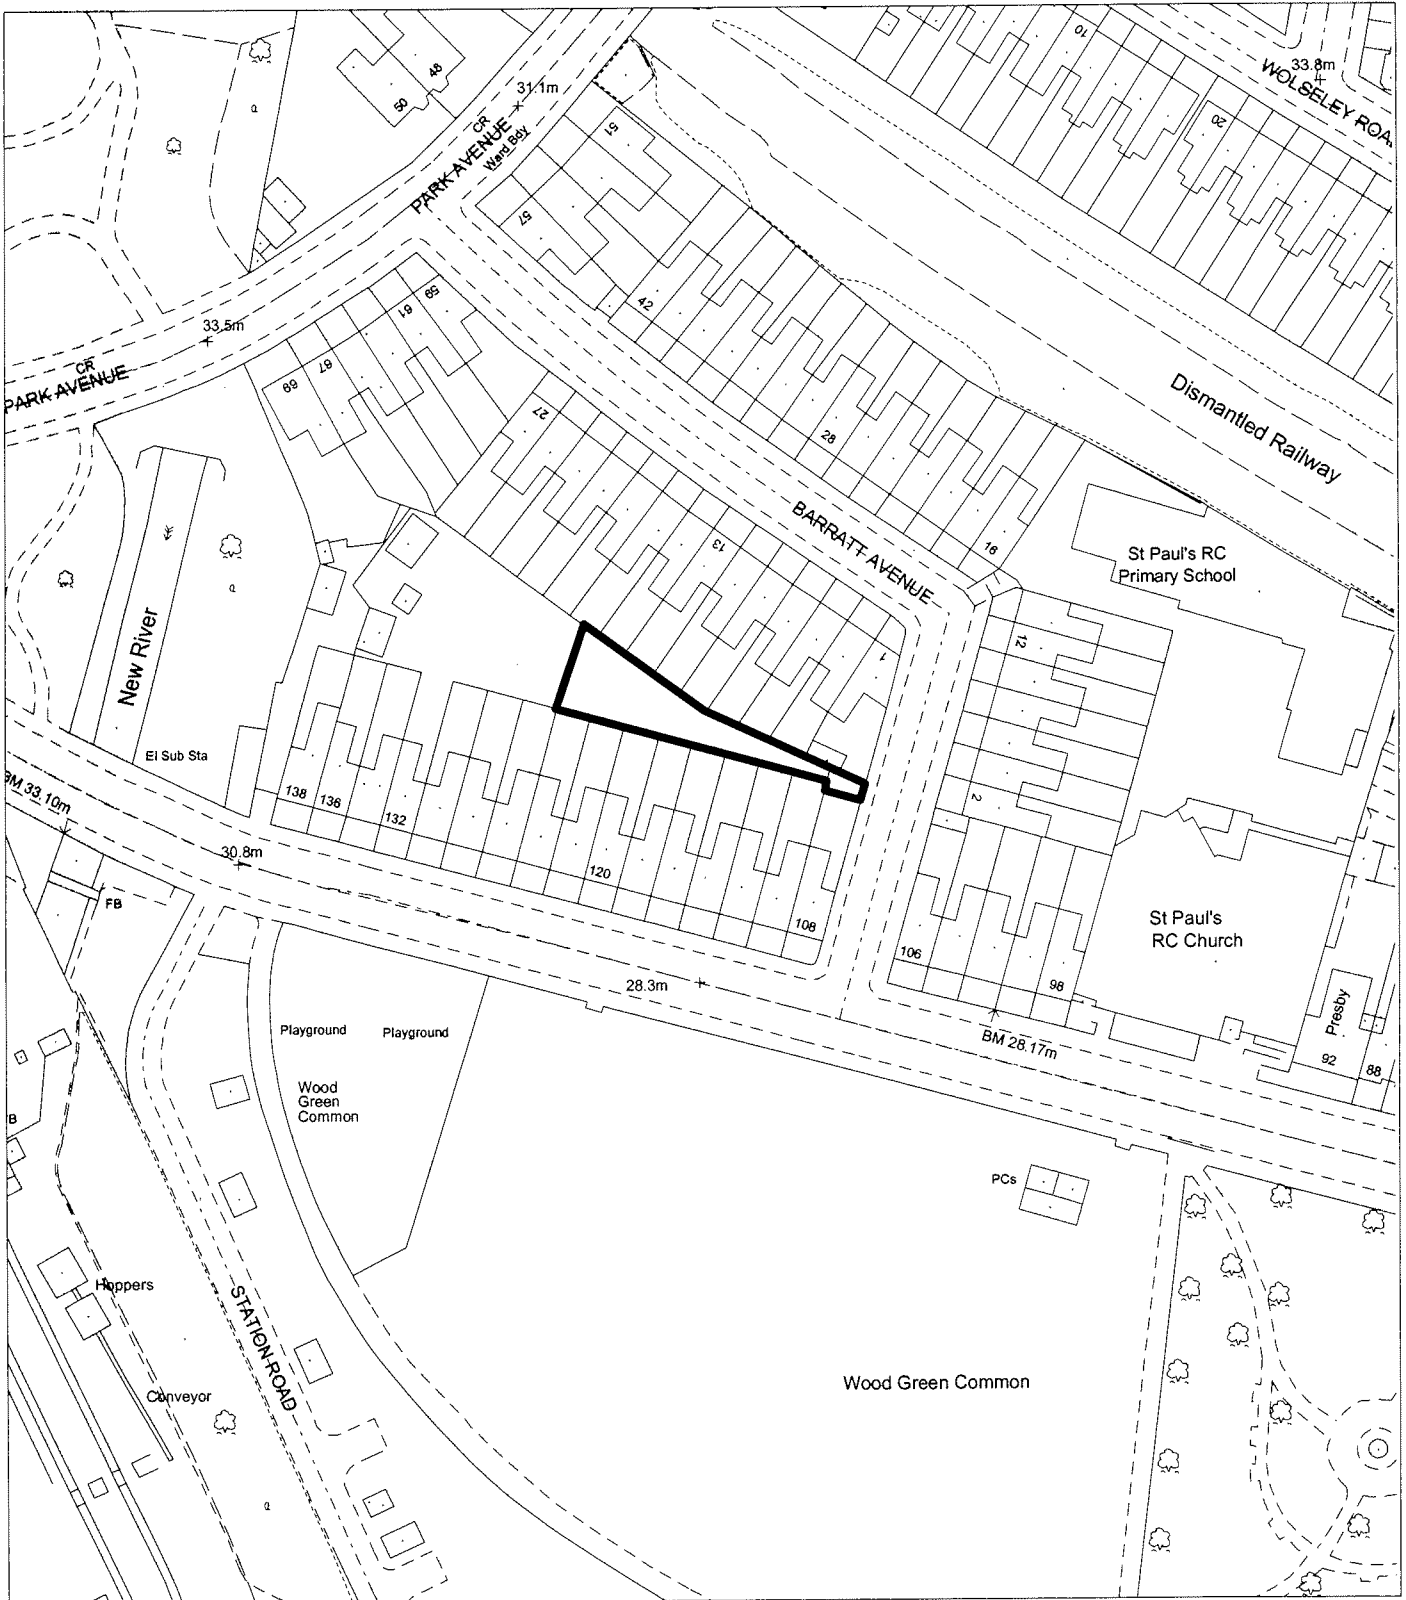 48
50
31.1m
CR
PARK AVENUE
Ward Bdy
10
33.8m
WOLSELEY ROA
20
51
57
42
59
61
67
69
33.5m
CR
PARK AVENUE
27
13
28
16
BARRATT AVENUE
Dismantled Railway
St Paul's RC
Primary School
New River
1
12
2
El Sub Sta
BM 33.10m
138
136
132
120
108
30.8m
FB
106
98
St Paul's
RC Church
28.3m
BM 28.17m
Presby
92
88
Playground
Playground
Wood
Green
Common
B
PCs
Hoppers
STATION ROAD
Conveyor
Wood Green Common